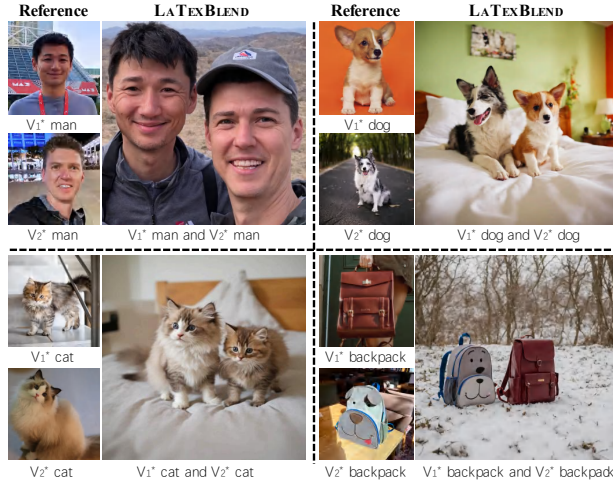 Reference
LATEXBLEND
Reference
LATEXBLEND
V1* man
V2* man
V1* man and V2* man
V1* dog
V2* dog
V1* dog and V2* dog
V1* cat
V2* cat
V1* cat and V2* cat
V1* backpack
V2* backpack
V1* backpack and V2* backpack